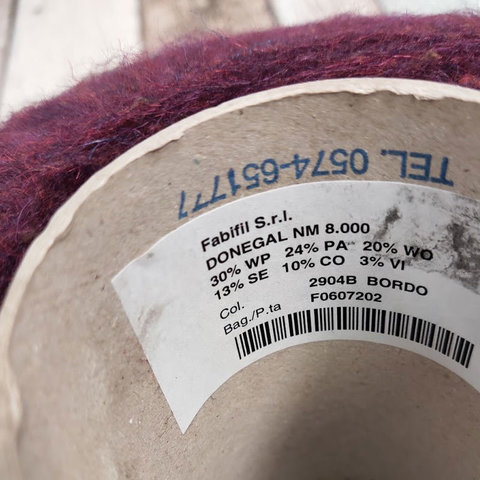 TEL. 0574-651771
Fabifil S.r.l.
DONEGAL NM 8.000
30% WP 24% PA 20% WO
13% SE 10% CO 3% VI
Col. 2904B BORDO
Bag./P.ta F0607202